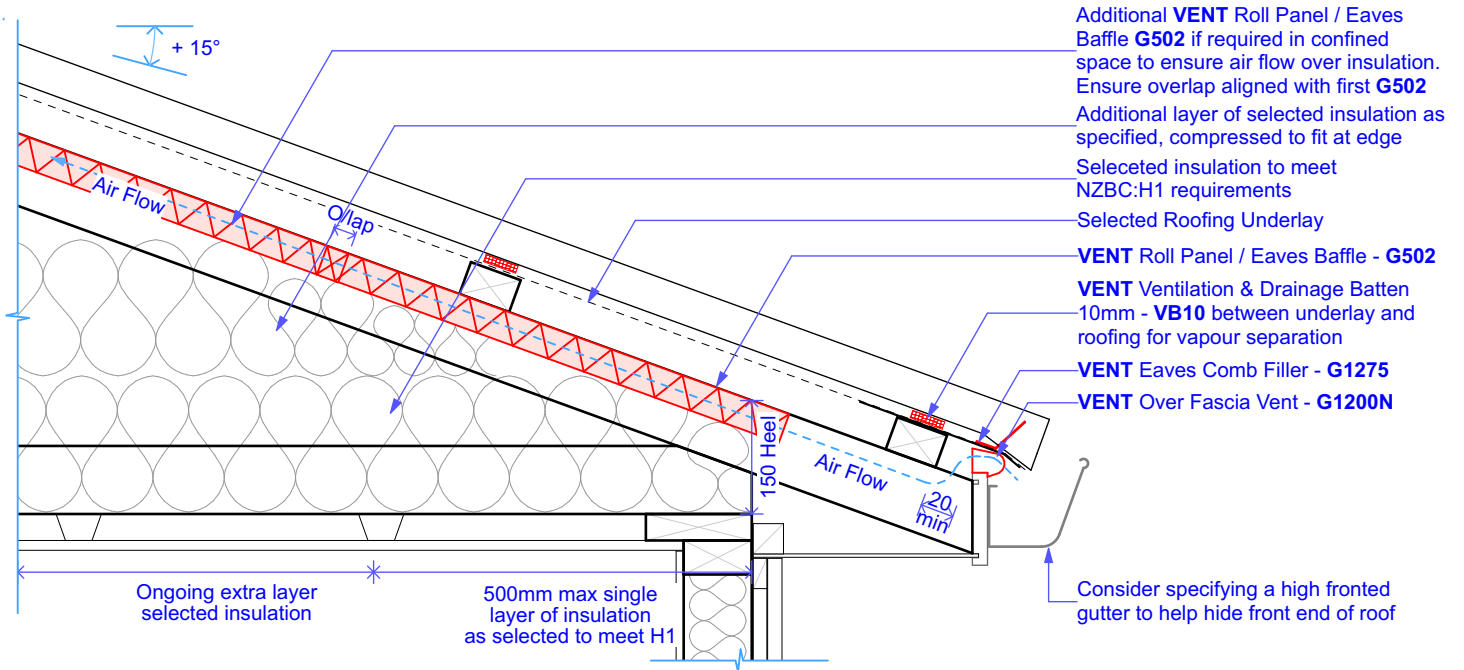 + 15°
Additional VENT Roll Panel / Eaves
Baffle G502 if required in confined
space to ensure air flow over insulation.
Ensure overlap aligned with first G502
Additional layer of selected insulation as
specified, compressed to fit at edge
Seleceted insulation to meet
NZBC:H1 requirements
Selected Roofing Underlay
VENT Roll Panel / Eaves Baffle - G502
VENT Ventilation & Drainage Batten
10mm - VB10 between underlay and
roofing for vapour separation
VENT Eaves Comb Filler - G1275
VENT Over Fascia Vent - G1200N
Air Flow
O/lap
150 Heel
Air Flow
20
min
Ongoing extra layer
selected insulation
500mm max single
layer of insulation
as selected to meet H1
Consider specifying a high fronted
gutter to help hide front end of roof